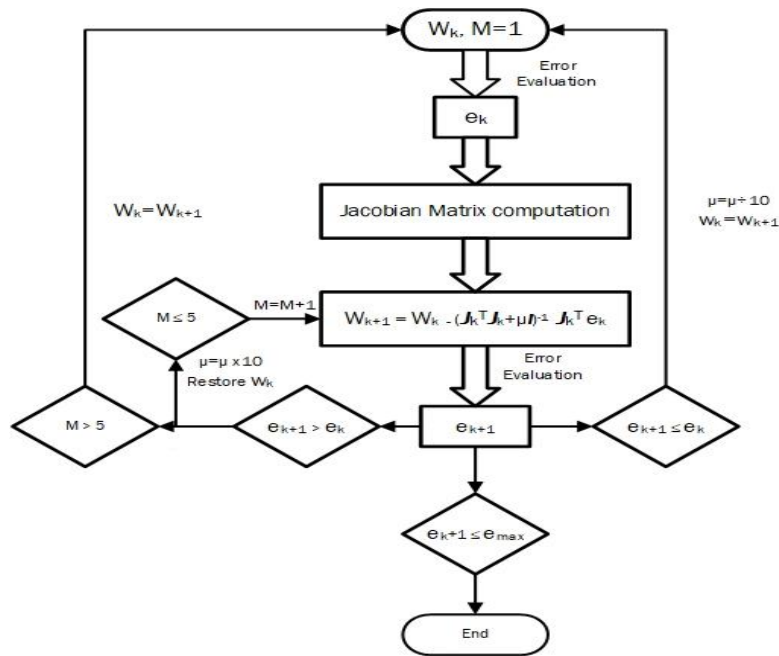 Wk, M=1
Error
Evaluation
ek
Jacobian Matrix computation
Wk=Wk+1
μ=μ÷10
Wk=Wk+1
M ≤ 5
M=M+1
Wk+1 = Wk - (JkTJk+μI)-1 JkT ek
μ=μ x10
Restore Wk
Error
Evaluation
M > 5
ek+1 > ek
ek+1
ek+1 ≤ ek
ek+1 ≤ emax
End